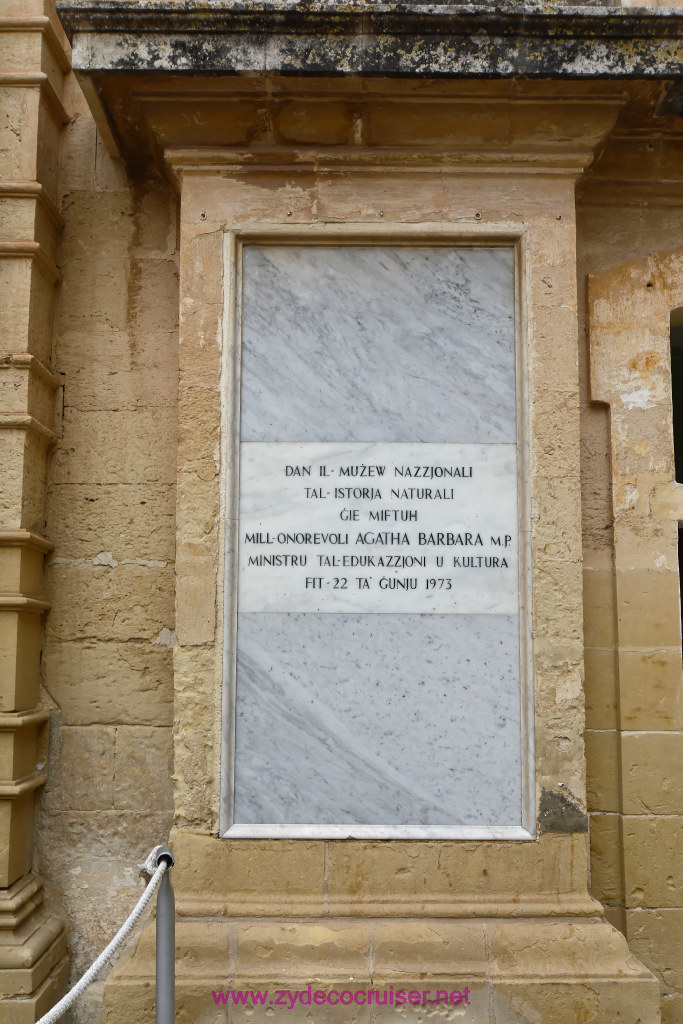 DAN IL-MUŻEW NAZZJONALI
TAL-ISTORJA NATURALI
ĠIE MIFTUH
MILL-ONOREVOLI AGATHA BARBARA M.P.
MINISTRU TAL-EDUKAZZJONI U KULTURA
FIT-22 TA' ĠUNJU 1973
www.zydecocruiser.net